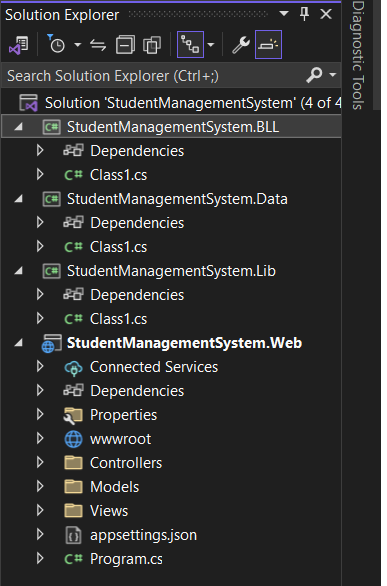 Solution Explorer
Search Solution Explorer (Ctrl+;)
Solution 'StudentManagementSystem' (4 of 4
StudentManagementSystem.BLL
Dependencies
C# Class1.cs
StudentManagementSystem.Data
Dependencies
C# Class1.cs
StudentManagementSystem.Lib
Dependencies
C# Class1.cs
StudentManagementSystem.Web
Connected Services
Dependencies
Properties
wwwroot
Controllers
Models
Views
appsettings.json
C# Program.cs
Diagnostic Tools